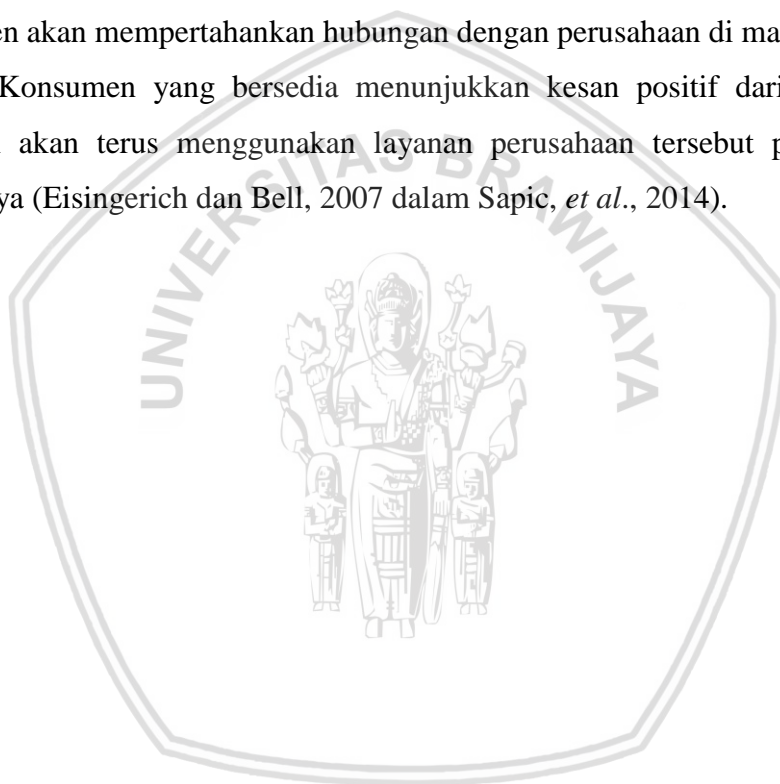 en akan mempertahankan hubungan dengan perusahaan di ma
Konsumen yang bersedia menunjukkan kesan positif dari
akan terus menggunakan layanan perusahaan tersebut p
ya (Eisingerich dan Bell, 2007 dalam Sapic, et al., 2014).
UNIVERSITAS BRAWIJAYA